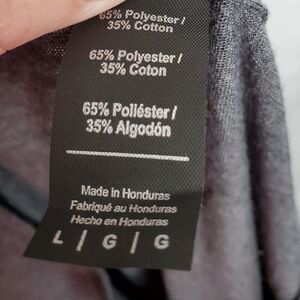 65% Polyester /
35% Cotton
65% Polyester /
35% Coton
65% Poliéster /
35% Algodón
Made in Honduras
Fabriqué au Honduras
Hecho en Honduras
L | G | G